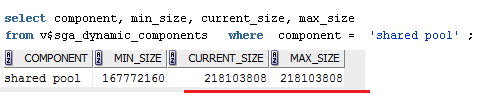 select component, min_size, current_size, max_size
from v$sga_dynamic_components   where  component =  'shared pool' ;
COMPONENT MIN_SIZE CURRENT_SIZE MAX_SIZE
shared pool 167772160 218103808 218103808